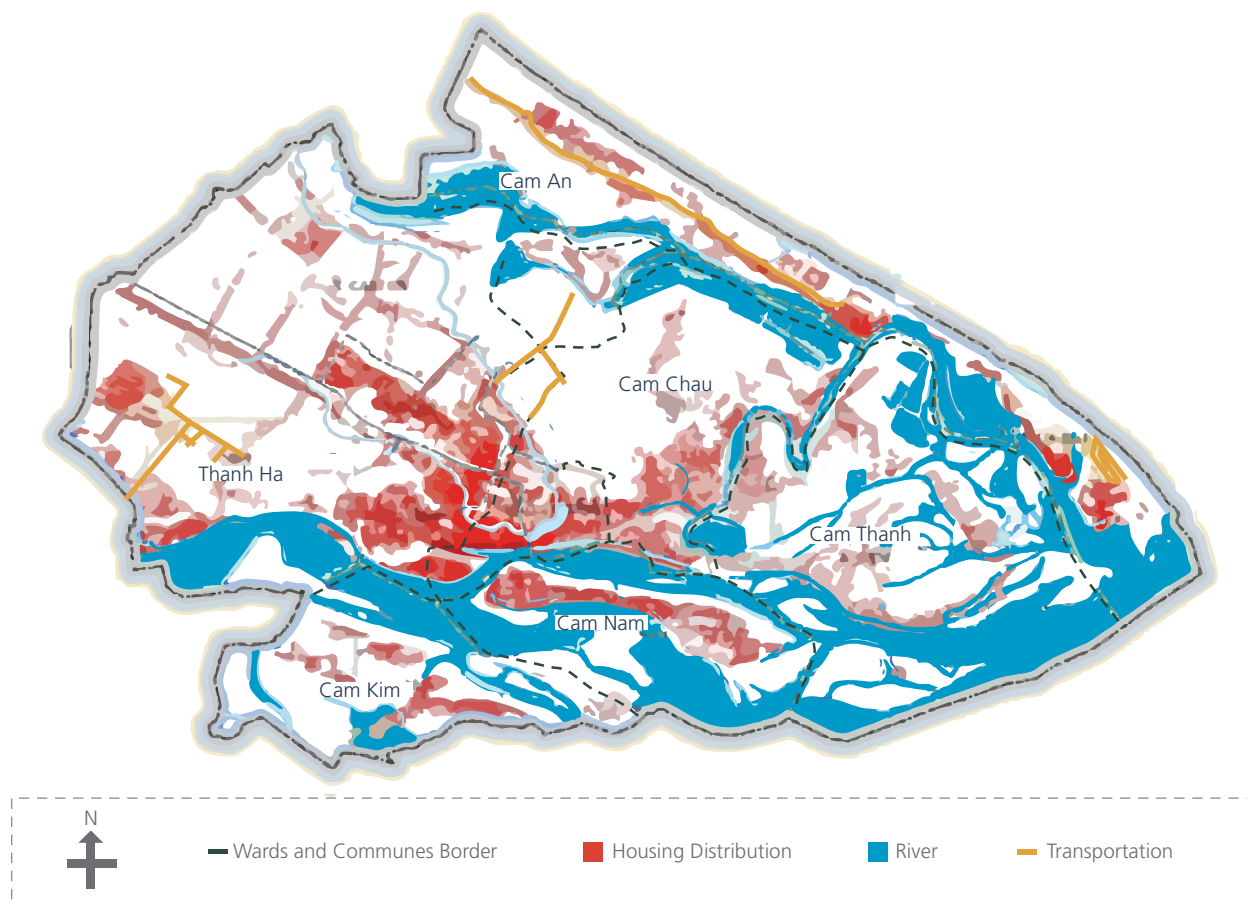 Cam An
Cam Chau
Thanh Ha
Cam Thanh
Cam Nam
Cam Kim
N
Wards and Communes Border
Housing Distribution
River
Transportation